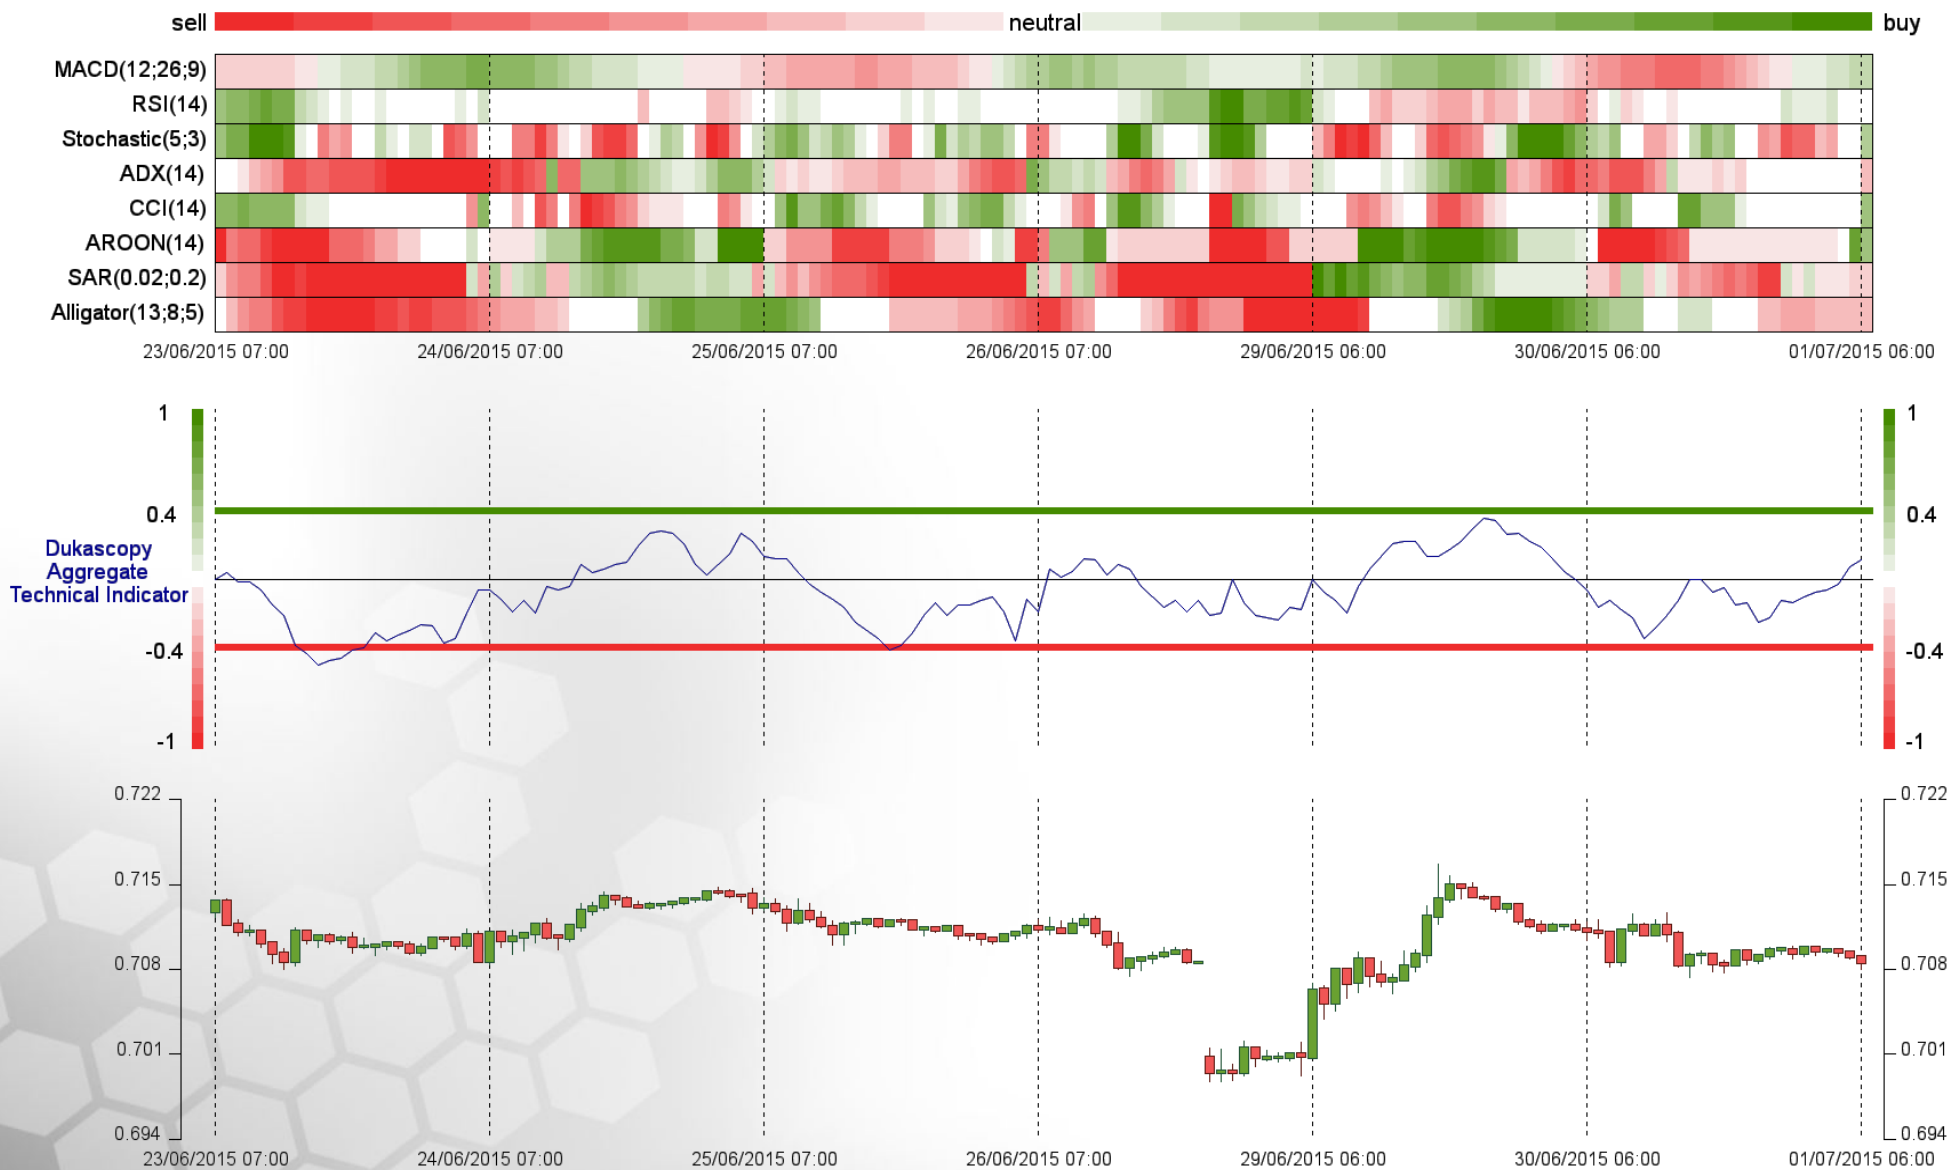 sell neutral buy
MACD(12;26;9)
RSI(14)
Stochastic(5;3)
ADX(14)
CCI(14)
AROON(14)
SAR(0.02;0.2)
Alligator(13;8;5)
23/06/2015 07:00 24/06/2015 07:00 25/06/2015 07:00 26/06/2015 07:00 29/06/2015 06:00 30/06/2015 06:00 01/07/2015 06:00
1 1
0.4 0.4
Dukascopy
Aggregate
Technical Indicator
-0.4 -0.4
-1 -1
0.722 0.722
0.715 0.715
0.708 0.708
0.701 0.701
0.694 0.694
23/06/2015 07:00 24/06/2015 07:00 25/06/2015 07:00 26/06/2015 07:00 29/06/2015 06:00 30/06/2015 06:00 01/07/2015 06:00